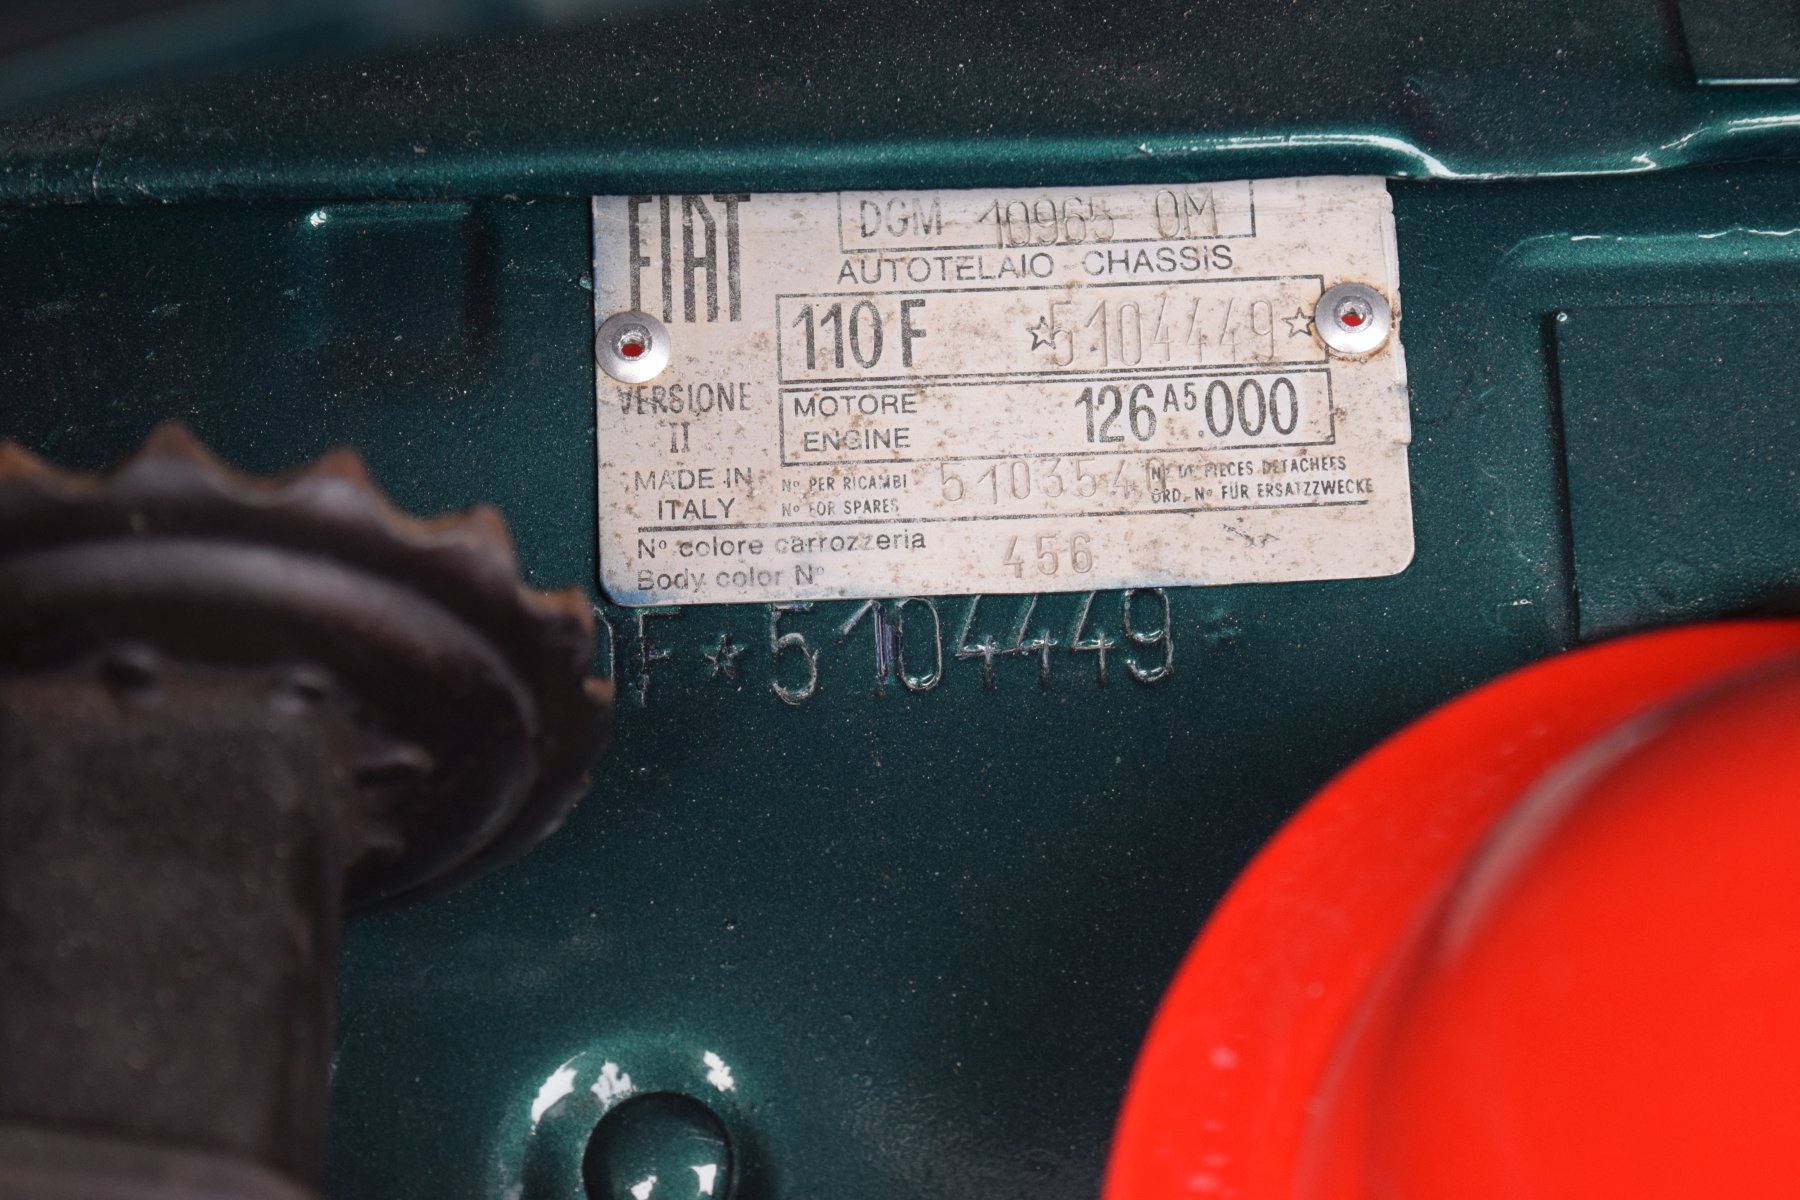 FIAT
DGM 10965 OM
AUTOTELAIO - CHASSIS
110 F ☆5104449☆
VERSIONE
II
MOTORE
ENGINE
126 A5.000
MADE IN
ITALY
Nº PER RICAMBI
Nº FOR SPARES
5103540
Nº DE PIECES DETACHEES
ORD. Nº FÜR ERSATZZWECKE
Nº colore carrozzeria
Body color Nº
456
0F☆5104449